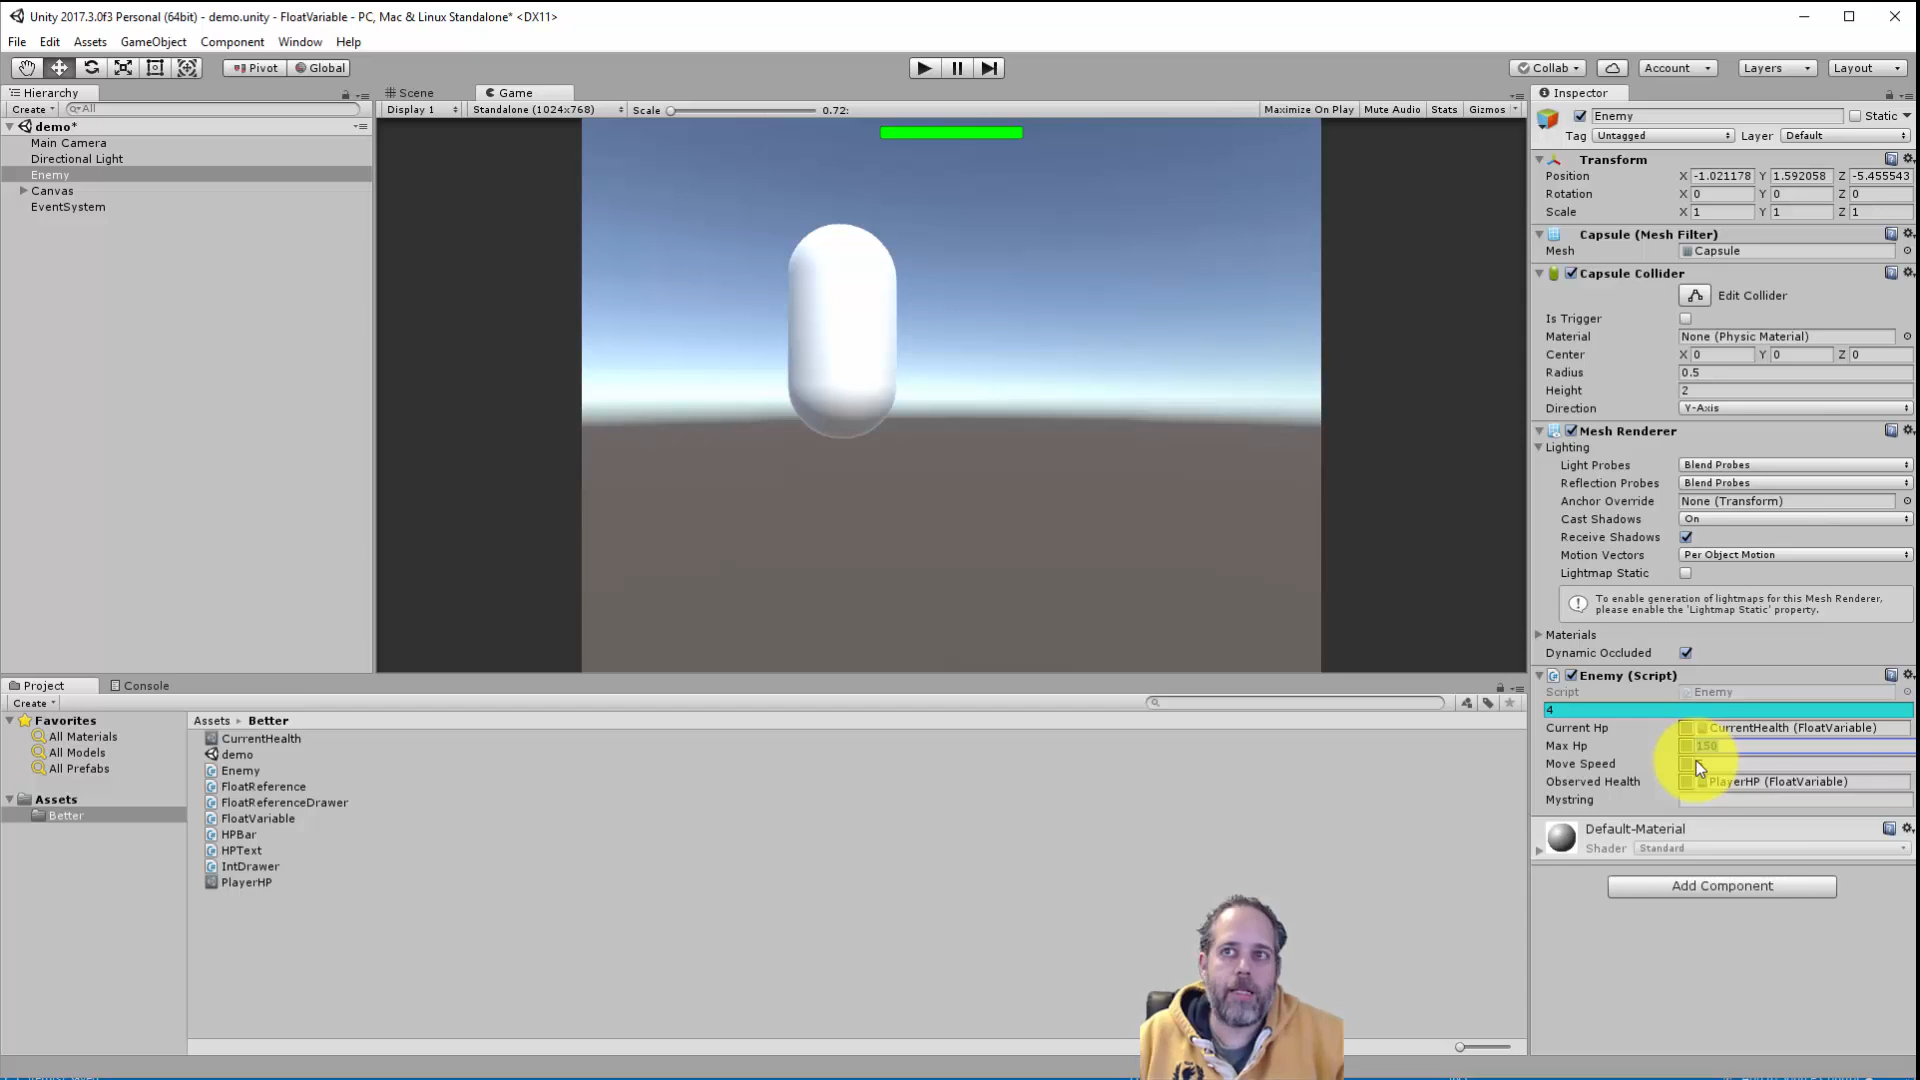 Unity 2017.3.0f3 Personal (64bit) - demo.unity - FloatVariable - PC, Mac & Linux Standalone* <DX11>
File Edit Assets GameObject Component Window Help
Pivot Global Collab Account Layers Layout
Hierarchy
Create All
demo*
Main Camera
Directional Light
Enemy
Canvas
EventSystem
Scene Game
Display 1 Standalone (1024x768) Scale 0.72: Maximize On Play Mute Audio Stats Gizmos
Inspector
Enemy Static
Tag Untagged Layer Default
Transform
Position X -1.021178 Y 1.592058 Z -5.455543
Rotation X 0 Y 0 Z 0
Scale X 1 Y 1 Z 1
Capsule (Mesh Filter)
Mesh Capsule
Capsule Collider
Edit Collider
Is Trigger
Material None (Physic Material)
Center X 0 Y 0 Z 0
Radius 0.5
Height 2
Direction Y-Axis
Mesh Renderer
Lighting
Light Probes Blend Probes
Reflection Probes Blend Probes
Anchor Override None (Transform)
Cast Shadows On
Receive Shadows
Motion Vectors Per Object Motion
Lightmap Static
To enable generation of lightmaps for this Mesh Renderer,
please enable the 'Lightmap Static' property.
Materials
Dynamic Occluded
Enemy (Script)
Script Enemy
4
Current Hp CurrentHealth (FloatVariable)
Max Hp 150
Move Speed
Observed Health PlayerHP (FloatVariable)
Mystring
Default-Material
Shader Standard
Add Component
Project Console
Create
Favorites
All Materials
All Models
All Prefabs
Assets
Better
Assets Better
CurrentHealth
demo
Enemy
FloatReference
FloatReferenceDrawer
FloatVariable
HPBar
HPText
IntDrawer
PlayerHP